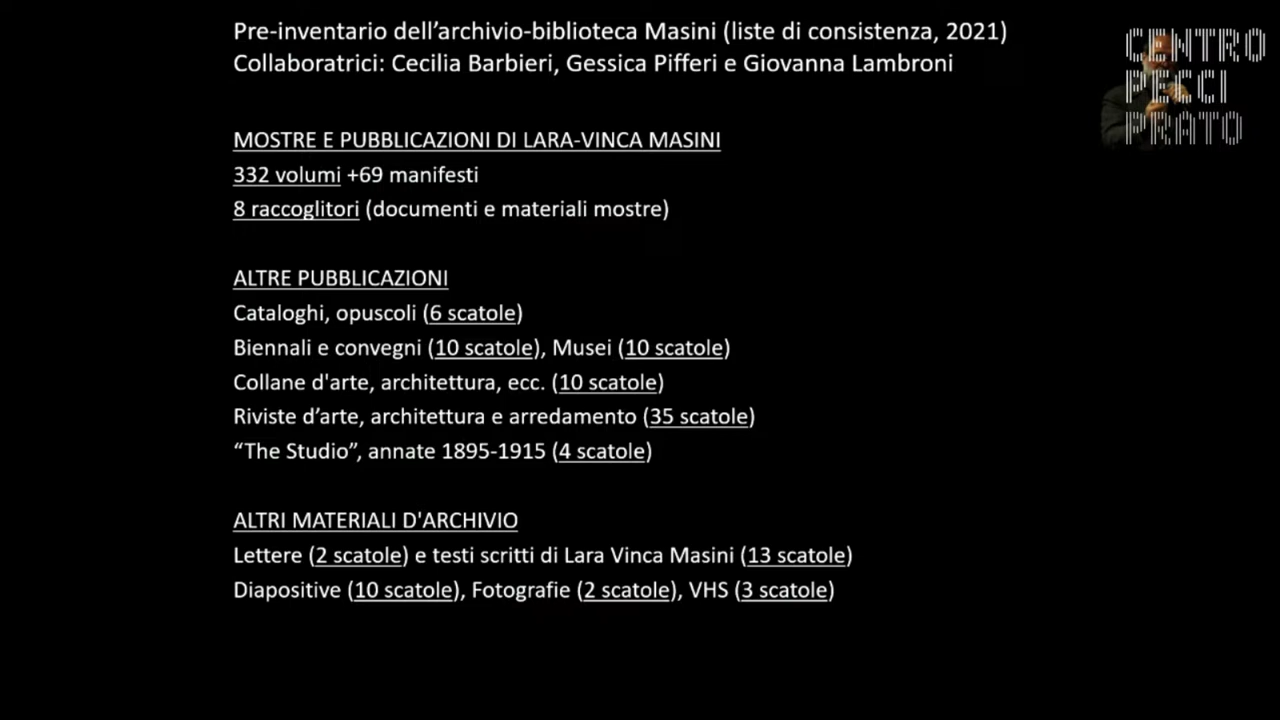 Pre-inventario dell’archivio-biblioteca Masini (liste di consistenza, 2021)
Collaboratrici: Cecilia Barbieri, Gessica Pifferi e Giovanna Lambroni
CENTRO
PECCI
PRATO
MOSTRE E PUBBLICAZIONI DI LARA-VINCA MASINI
332 volumi +69 manifesti
8 raccoglitori (documenti e materiali mostre)
ALTRE PUBBLICAZIONI
Cataloghi, opuscoli (6 scatole)
Biennali e convegni (10 scatole), Musei (10 scatole)
Collane d'arte, architettura, ecc. (10 scatole)
Riviste d’arte, architettura e arredamento (35 scatole)
“The Studio”, annate 1895-1915 (4 scatole)
ALTRI MATERIALI D'ARCHIVIO
Lettere (2 scatole) e testi scritti di Lara Vinca Masini (13 scatole)
Diapositive (10 scatole), Fotografie (2 scatole), VHS (3 scatole)